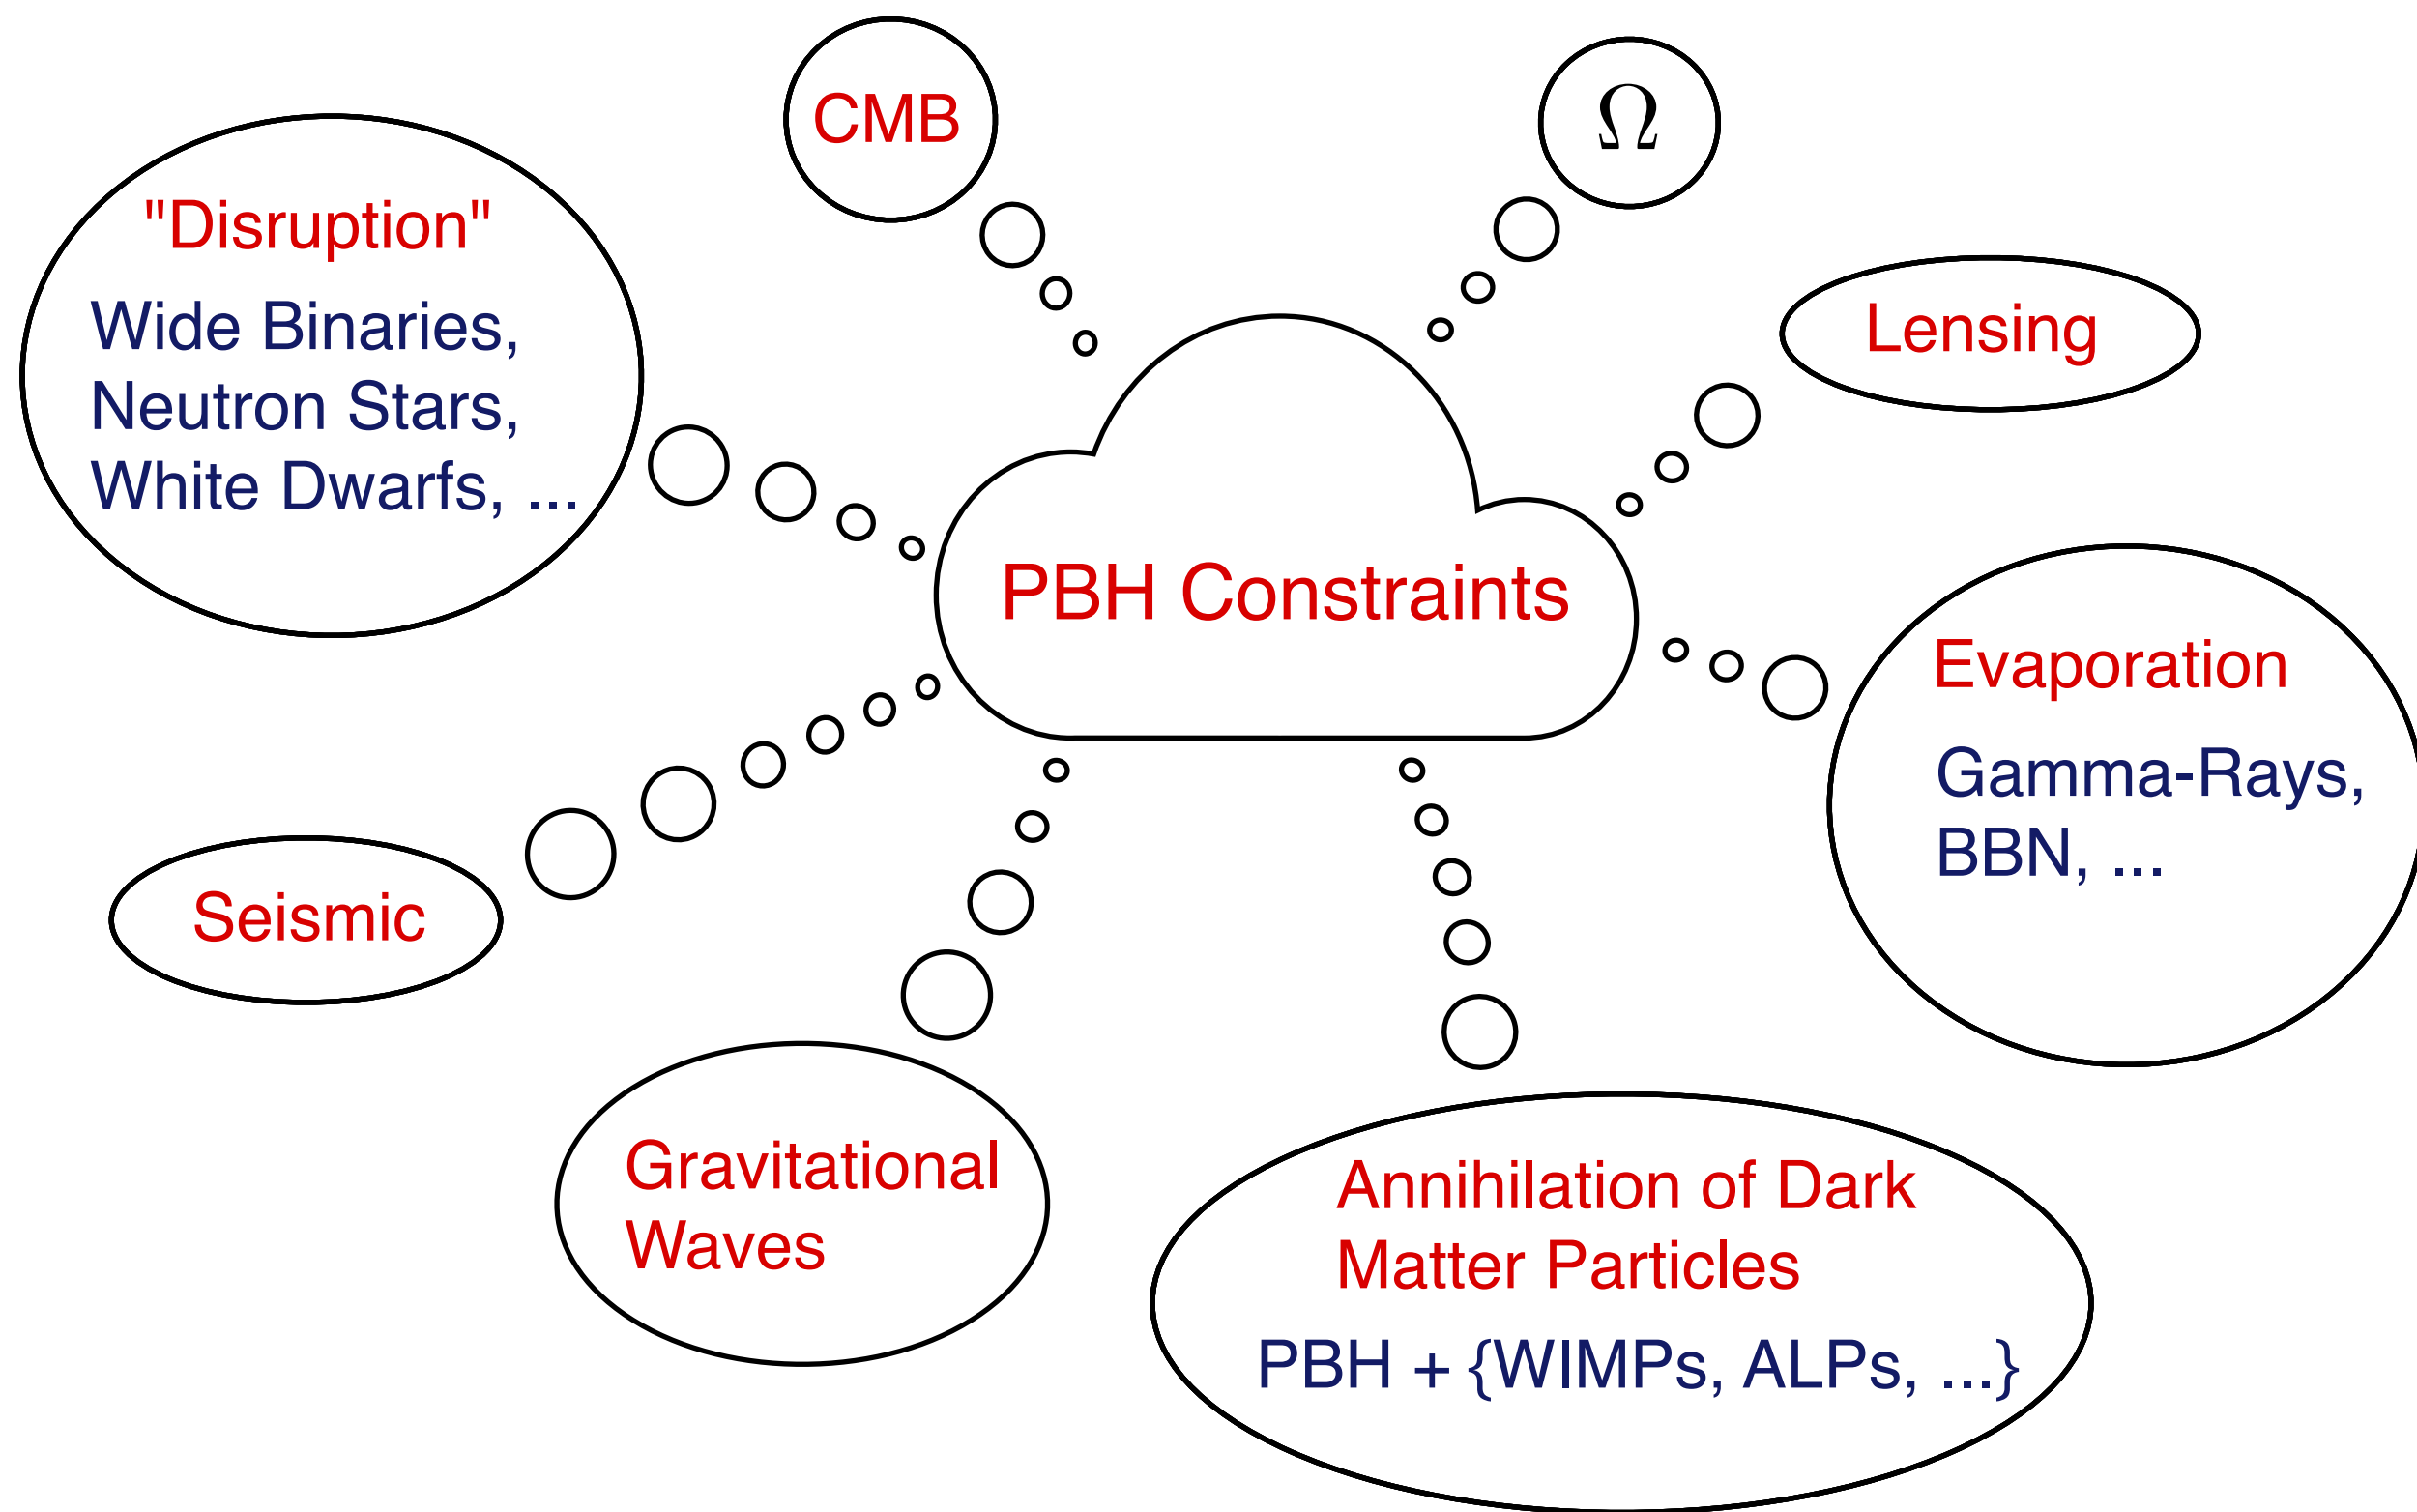 CMB
Ω
"Disruption"
Wide Binaries,
Neutron Stars,
White Dwarfs, ...
Lensing
PBH Constraints
Evaporation
Gamma-Rays,
BBN, ...
Seismic
Gravitational
Waves
Annihilation of Dark
Matter Particles
PBH + {WIMPs, ALPs, ...}